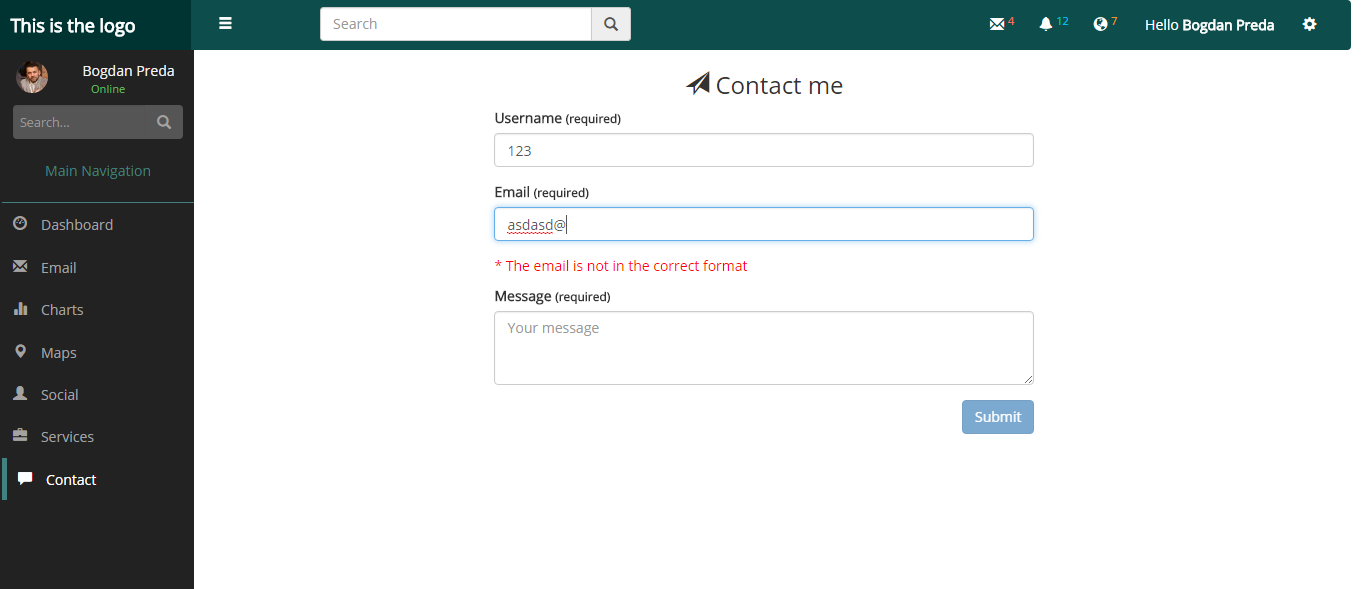 This is the logo
Search
4
12
7
Hello Bogdan Preda
Bogdan Preda
Online
Search...
Main Navigation
Dashboard
Email
Charts
Maps
Social
Services
Contact
Contact me
Username (required)
123
Email (required)
asdasd@
* The email is not in the correct format
Message (required)
Your message
Submit